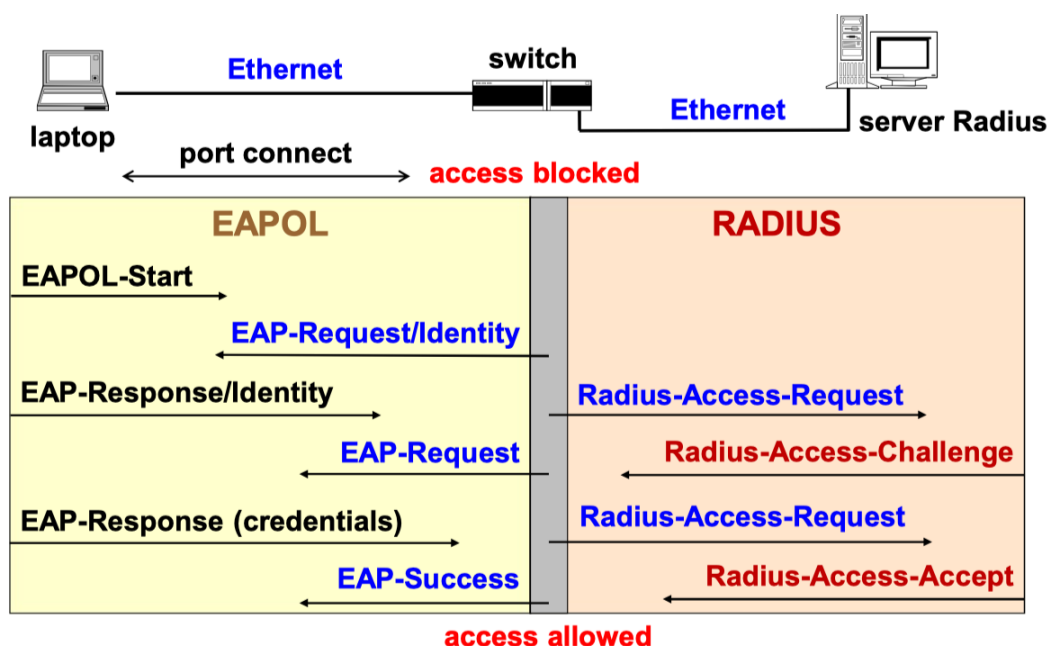 Ethernet
switch
Ethernet
laptop
server Radius
port connect
access blocked
EAPOL
RADIUS
EAPOL-Start
EAP-Request/Identity
EAP-Response/Identity
Radius-Access-Request
EAP-Request
Radius-Access-Challenge
EAP-Response (credentials)
Radius-Access-Request
EAP-Success
Radius-Access-Accept
access allowed